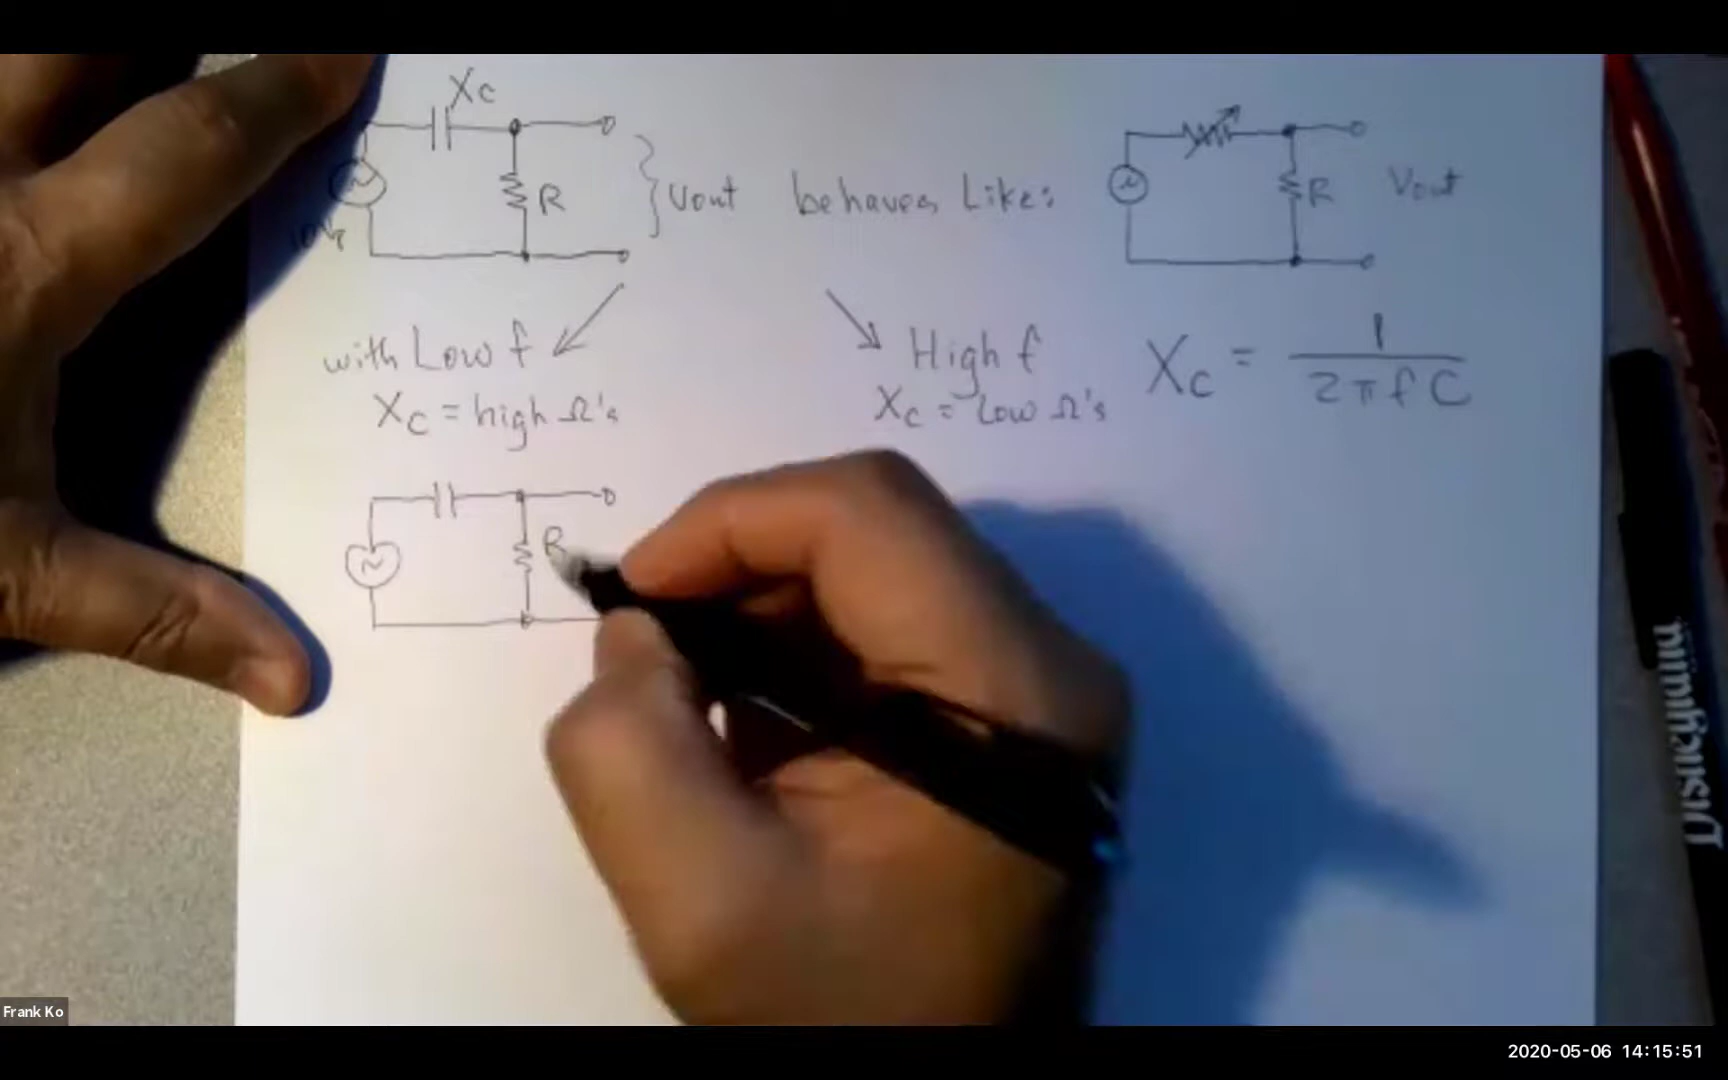 Xc
R
Vout behaves Like:
R Vout
with Low f
Xc = high Ω's
High f
Xc = Low Ω's
Xc = 1 / 2πfC
R
Disneyland
Frank Ko
2020-05-06 14:15:51